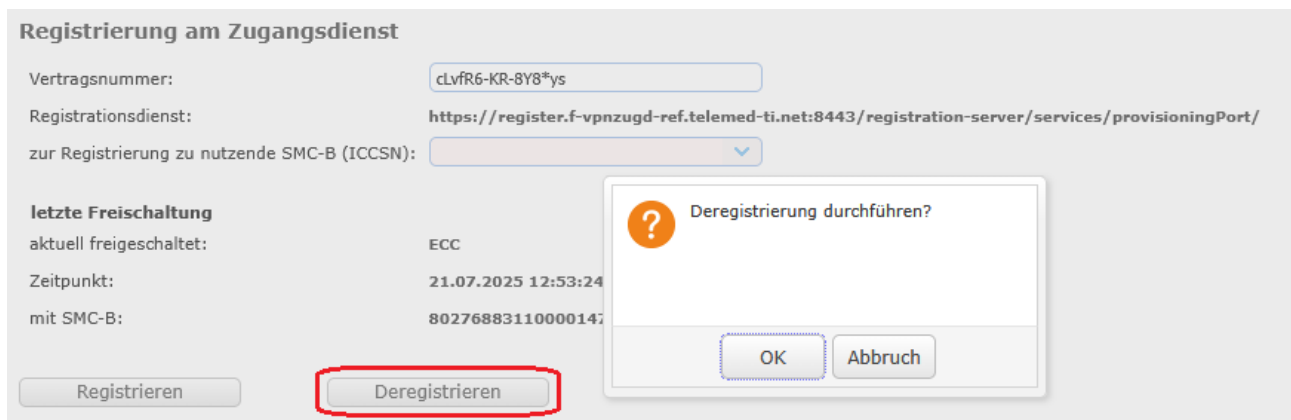 Registrierung am Zugangsdienst
Vertragsnummer: cLvfR6-KR-8Y8*ys
Registrationsdienst: https://register.f-vpnzugd-ref.telemed-ti.net:8443/registration-server/services/provisioningPort/
zur Registrierung zu nutzende SMC-B (ICCSN):
letzte Freischaltung
aktuell freigeschaltet: ECC
Zeitpunkt: 21.07.2025 12:53:24
mit SMC-B: 80276883110000147
Registrieren Deregistrieren
Deregistrierung durchführen?
OK Abbruch